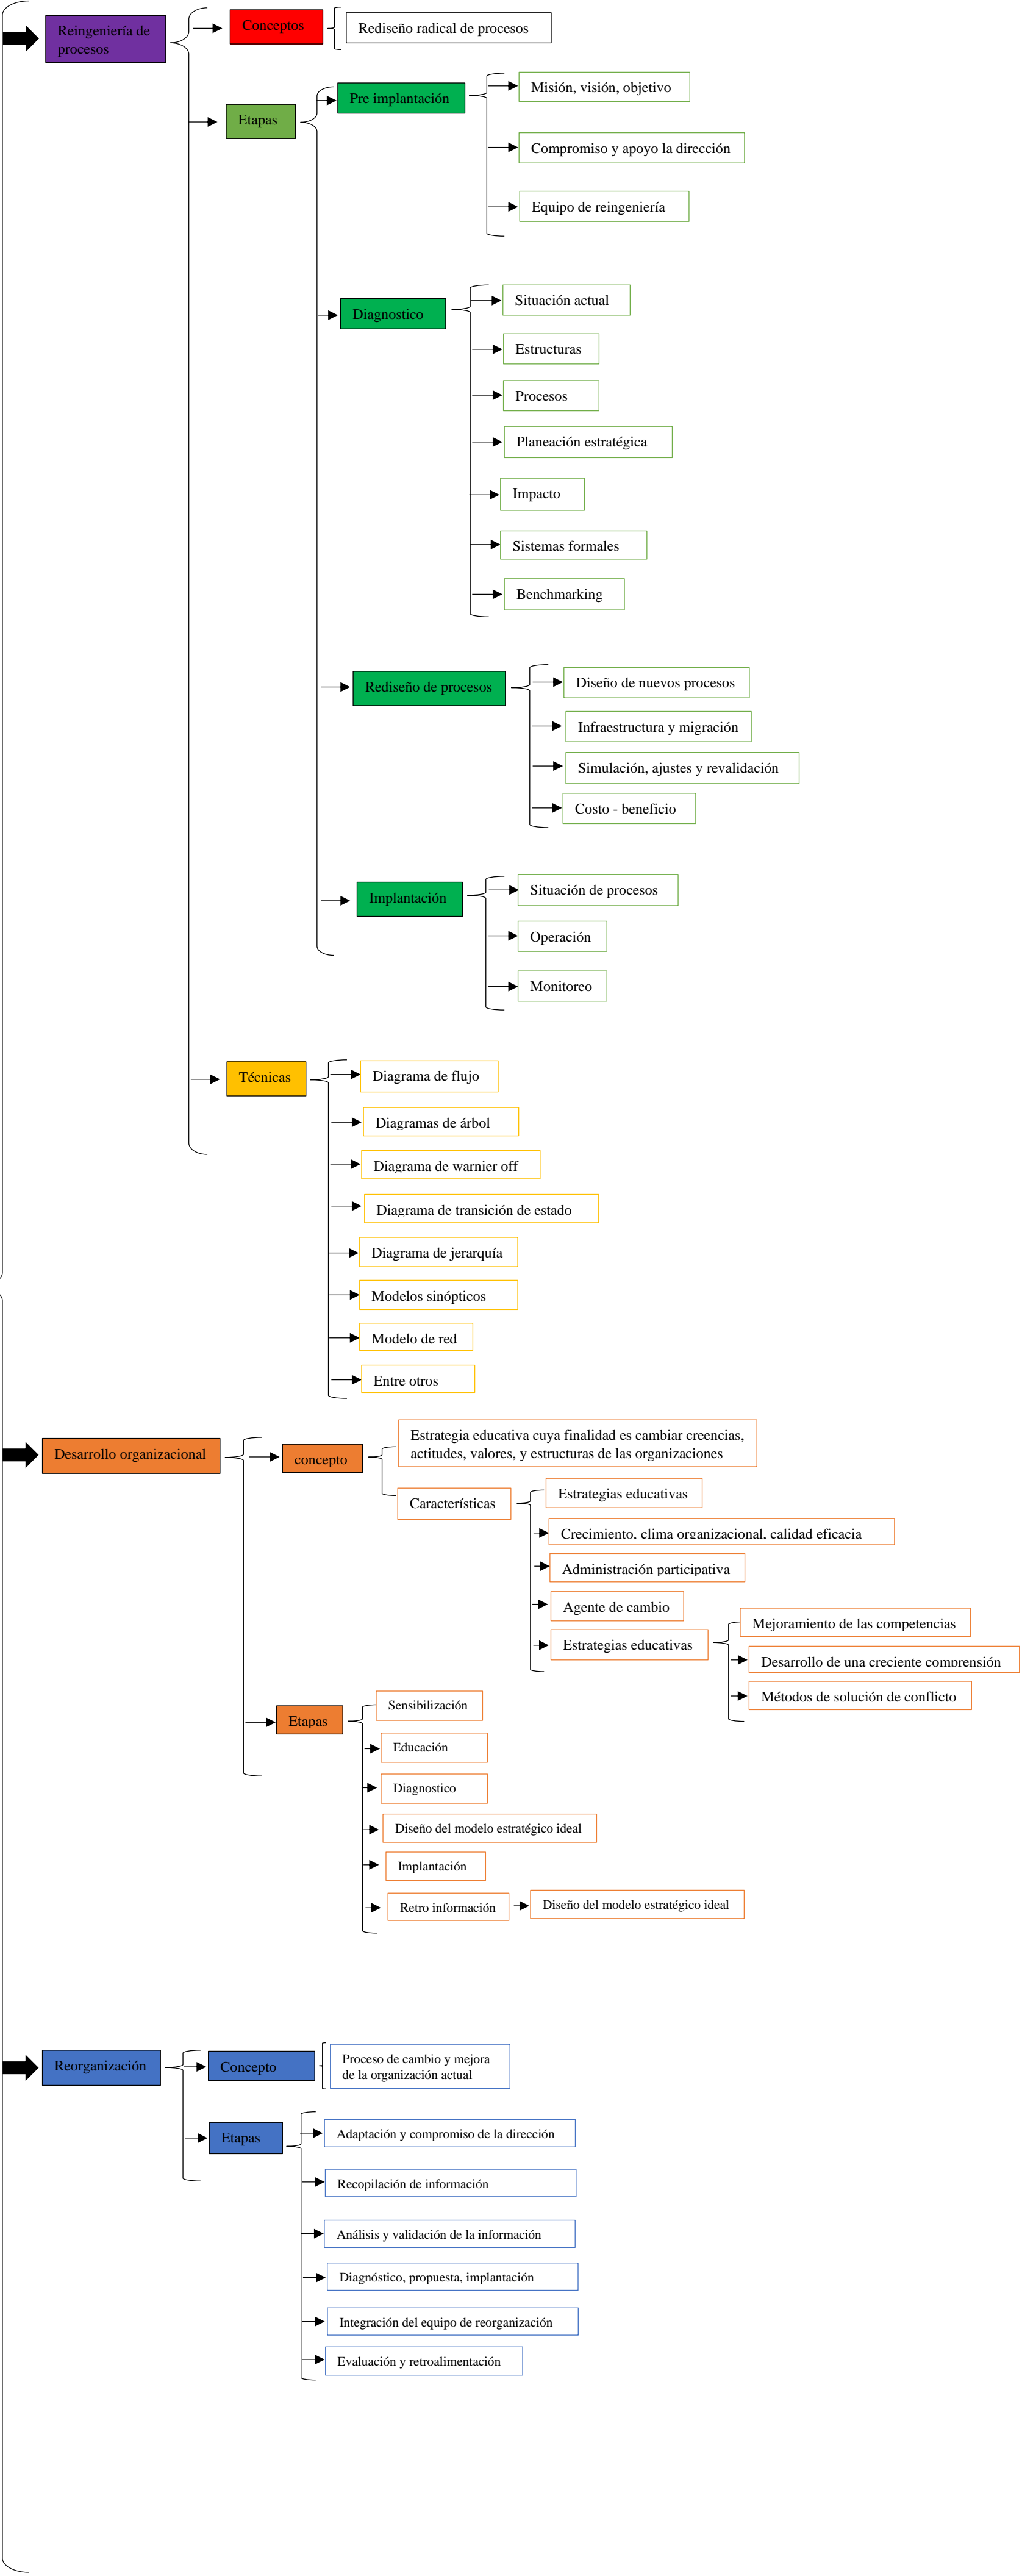 Reingeniería de
procesos
Conceptos
Rediseño radical de procesos
Etapas
Pre implantación
Misión, visión, objetivo
Compromiso y apoyo la dirección
Equipo de reingeniería
Diagnostico
Situación actual
Estructuras
Procesos
Planeación estratégica
Impacto
Sistemas formales
Benchmarking
Rediseño de procesos
Diseño de nuevos procesos
Infraestructura y migración
Simulación, ajustes y revalidación
Costo - beneficio
Implantación
Situación de procesos
Operación
Monitoreo
Técnicas
Diagrama de flujo
Diagramas de árbol
Diagrama de warnier off
Diagrama de transición de estado
Diagrama de jerarquía
Modelos sinópticos
Modelo de red
Entre otros
Desarrollo organizacional
concepto
Estrategia educativa cuya finalidad es cambiar creencias,
actitudes, valores, y estructuras de las organizaciones
Características
Estrategias educativas
Crecimiento, clima organizacional, calidad eficacia
Administración participativa
Agente de cambio
Estrategias educativas
Mejoramiento de las competencias
Desarrollo de una creciente comprensión
Métodos de solución de conflicto
Etapas
Sensibilización
Educación
Diagnostico
Diseño del modelo estratégico ideal
Implantación
Retro información
Diseño del modelo estratégico ideal
Reorganización
Concepto
Proceso de cambio y mejora
de la organización actual
Etapas
Adaptación y compromiso de la dirección
Recopilación de información
Análisis y validación de la información
Diagnóstico, propuesta, implantación
Integración del equipo de reorganización
Evaluación y retroalimentación